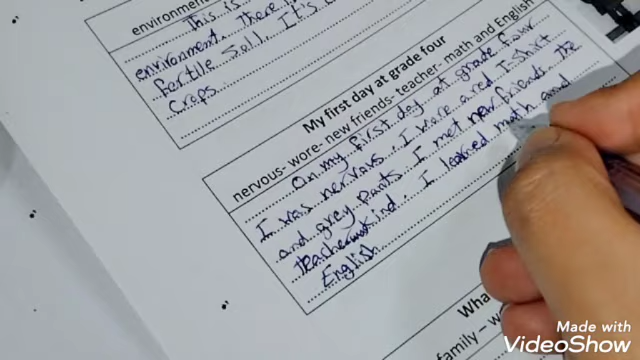 environment
This is
environment. There
fertile soil. It's
crops
My first day at grade four
nervous- wore- new friends- teacher- math and English
on my first day at grade four
I was nervous. I wore a red T-shirt
and grey pants. I met new friends. The
teacher was kind. I learned math and
English
Wha
family – w
Made with
VideoShow